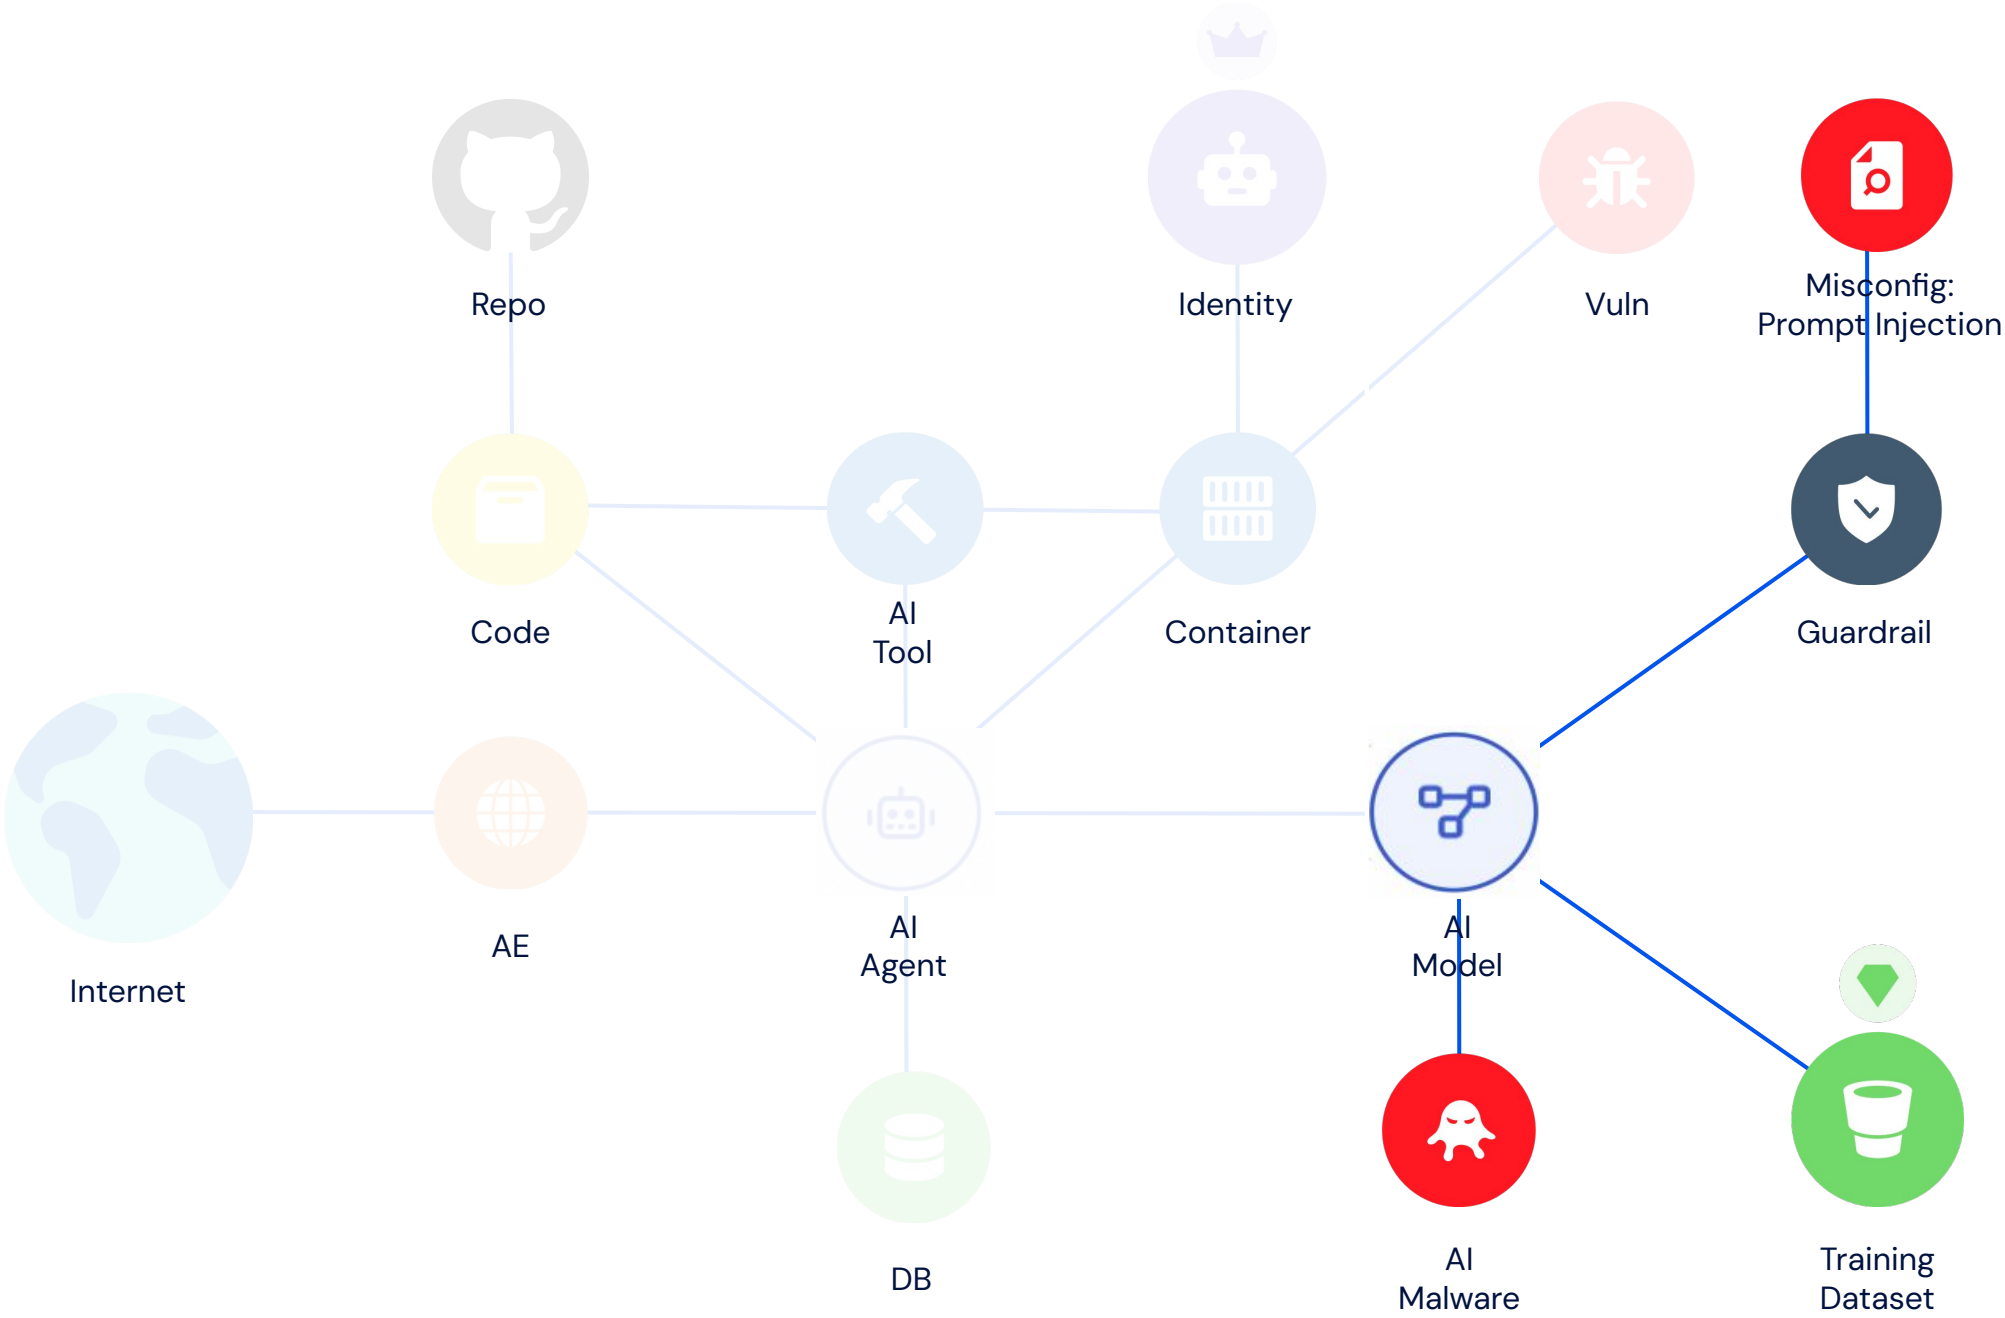 Repo
Identity
Vuln
Misconfig:
Prompt Injection
Code
AI
Tool
Container
Guardrail
Internet
AE
AI
Agent
AI
Model
DB
AI
Malware
Training
Dataset